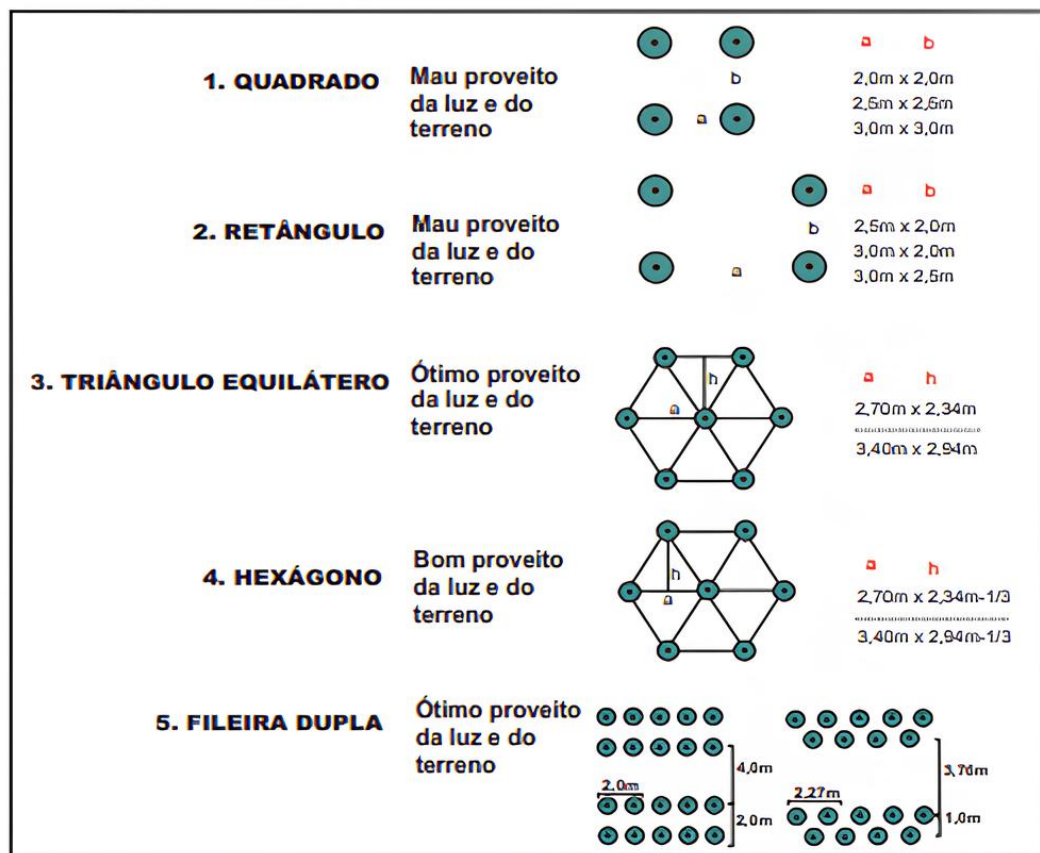 1. QUADRADO
Mau proveito
da luz e do
terreno
b
a
a b
2,0m x 2,0m
2,5m x 2,5m
3,0m x 3,0m
2. RETÂNGULO
Mau proveito
da luz e do
terreno
b
a
a b
2,5m x 2,0m
3,0m x 2,0m
3,0m x 2,5m
3. TRIÂNGULO EQUILÁTERO
Ótimo proveito
da luz e do
terreno
h
a
a h
2,70m x 2,34m
3,40m x 2,94m
4. HEXÁGONO
Bom proveito
da luz e do
terreno
h
a
a h
2,70m x 2,34m-1/3
3,40m x 2,94m-1/3
5. FILEIRA DUPLA
Ótimo proveito
da luz e do
terreno
4,0m
2.0m
2,0m
3,76m
2,27m
1,0m